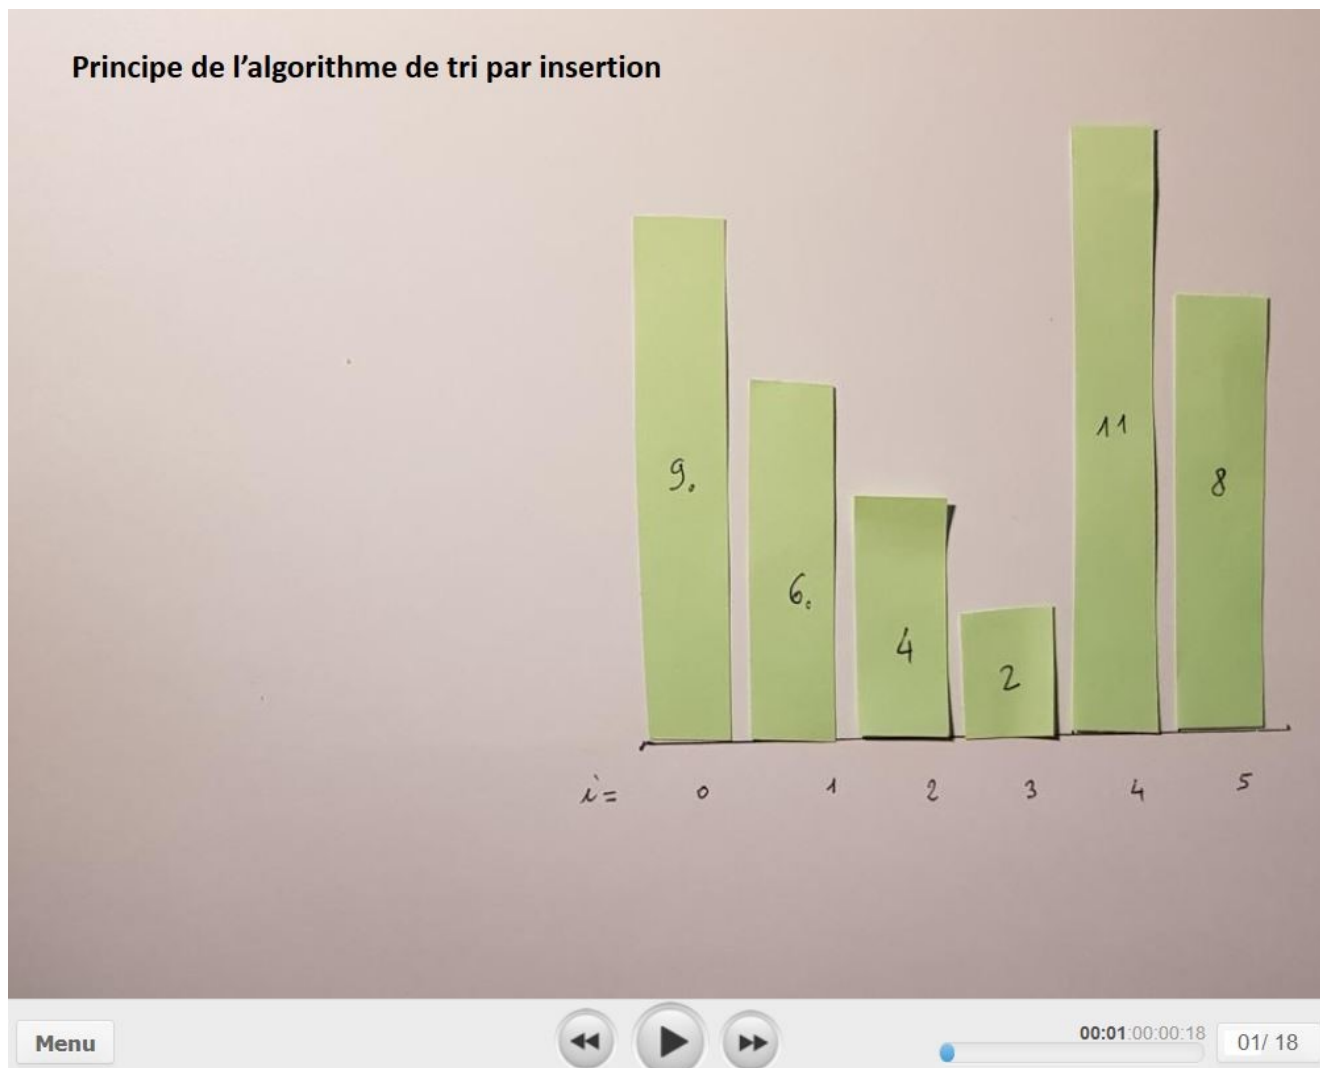 Principe de l'algorithme de tri par insertion
9.
6.
4
2
11
8
i= 0 1 2 3 4 5
Menu
00:01:00:00:18
01/ 18